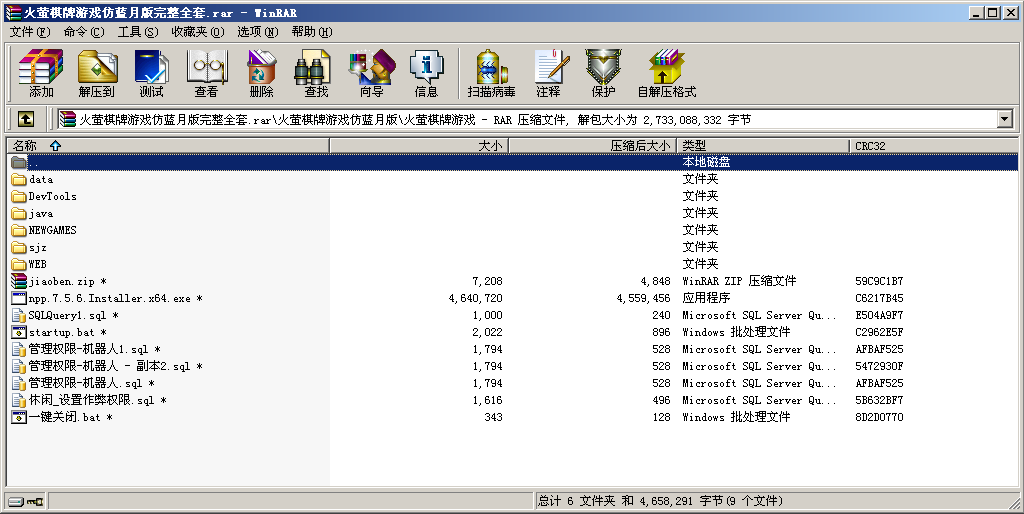 火萤棋牌游戏仿蓝月版完整全套.rar - WinRAR
文件(F) 命令(C) 工具(S) 收藏夹(O) 选项(N) 帮助(H)
添加 解压到 测试 查看 删除 查找 向导 信息 扫描病毒 注释 保护 自解压格式
火萤棋牌游戏仿蓝月版完整全套.rar\火萤棋牌游戏仿蓝月版\火萤棋牌游戏 - RAR 压缩文件, 解包大小为 2,733,088,332 字节
名称 大小 压缩后大小 类型 CRC32
.. 本地磁盘
data 文件夹
DevTools 文件夹
java 文件夹
NEWGAMES 文件夹
sjz 文件夹
WEB 文件夹
jiaoben.zip * 7,208 4,848 WinRAR ZIP 压缩文件 59C9C1B7
npp.7.5.6.Installer.x64.exe * 4,640,720 4,559,456 应用程序 C6217B45
SQLQuery1.sql * 1,000 240 Microsoft SQL Server Qu... E504A9F7
startup.bat * 2,022 896 Windows 批处理文件 C2962E5F
管理权限-机器人1.sql * 1,794 528 Microsoft SQL Server Qu... AFBAF525
管理权限-机器人 - 副本2.sql * 1,794 528 Microsoft SQL Server Qu... 5472930F
管理权限-机器人.sql * 1,794 528 Microsoft SQL Server Qu... AFBAF525
休闲_设置作弊权限.sql * 1,616 496 Microsoft SQL Server Qu... 5B632BF7
一键关闭.bat * 343 128 Windows 批处理文件 8D2D0770
总计 6 文件夹 和 4,658,291 字节(9 个文件)